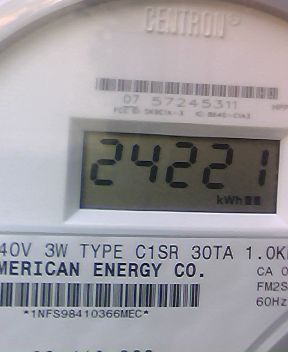 CENTRON®
07 57245311
24221
kWh
40V 3W TYPE C1SR 30TA 1.0K
MERICAN ENERGY CO.
CA 0
FM2S
60Hz
*1NFS98410366MEC*